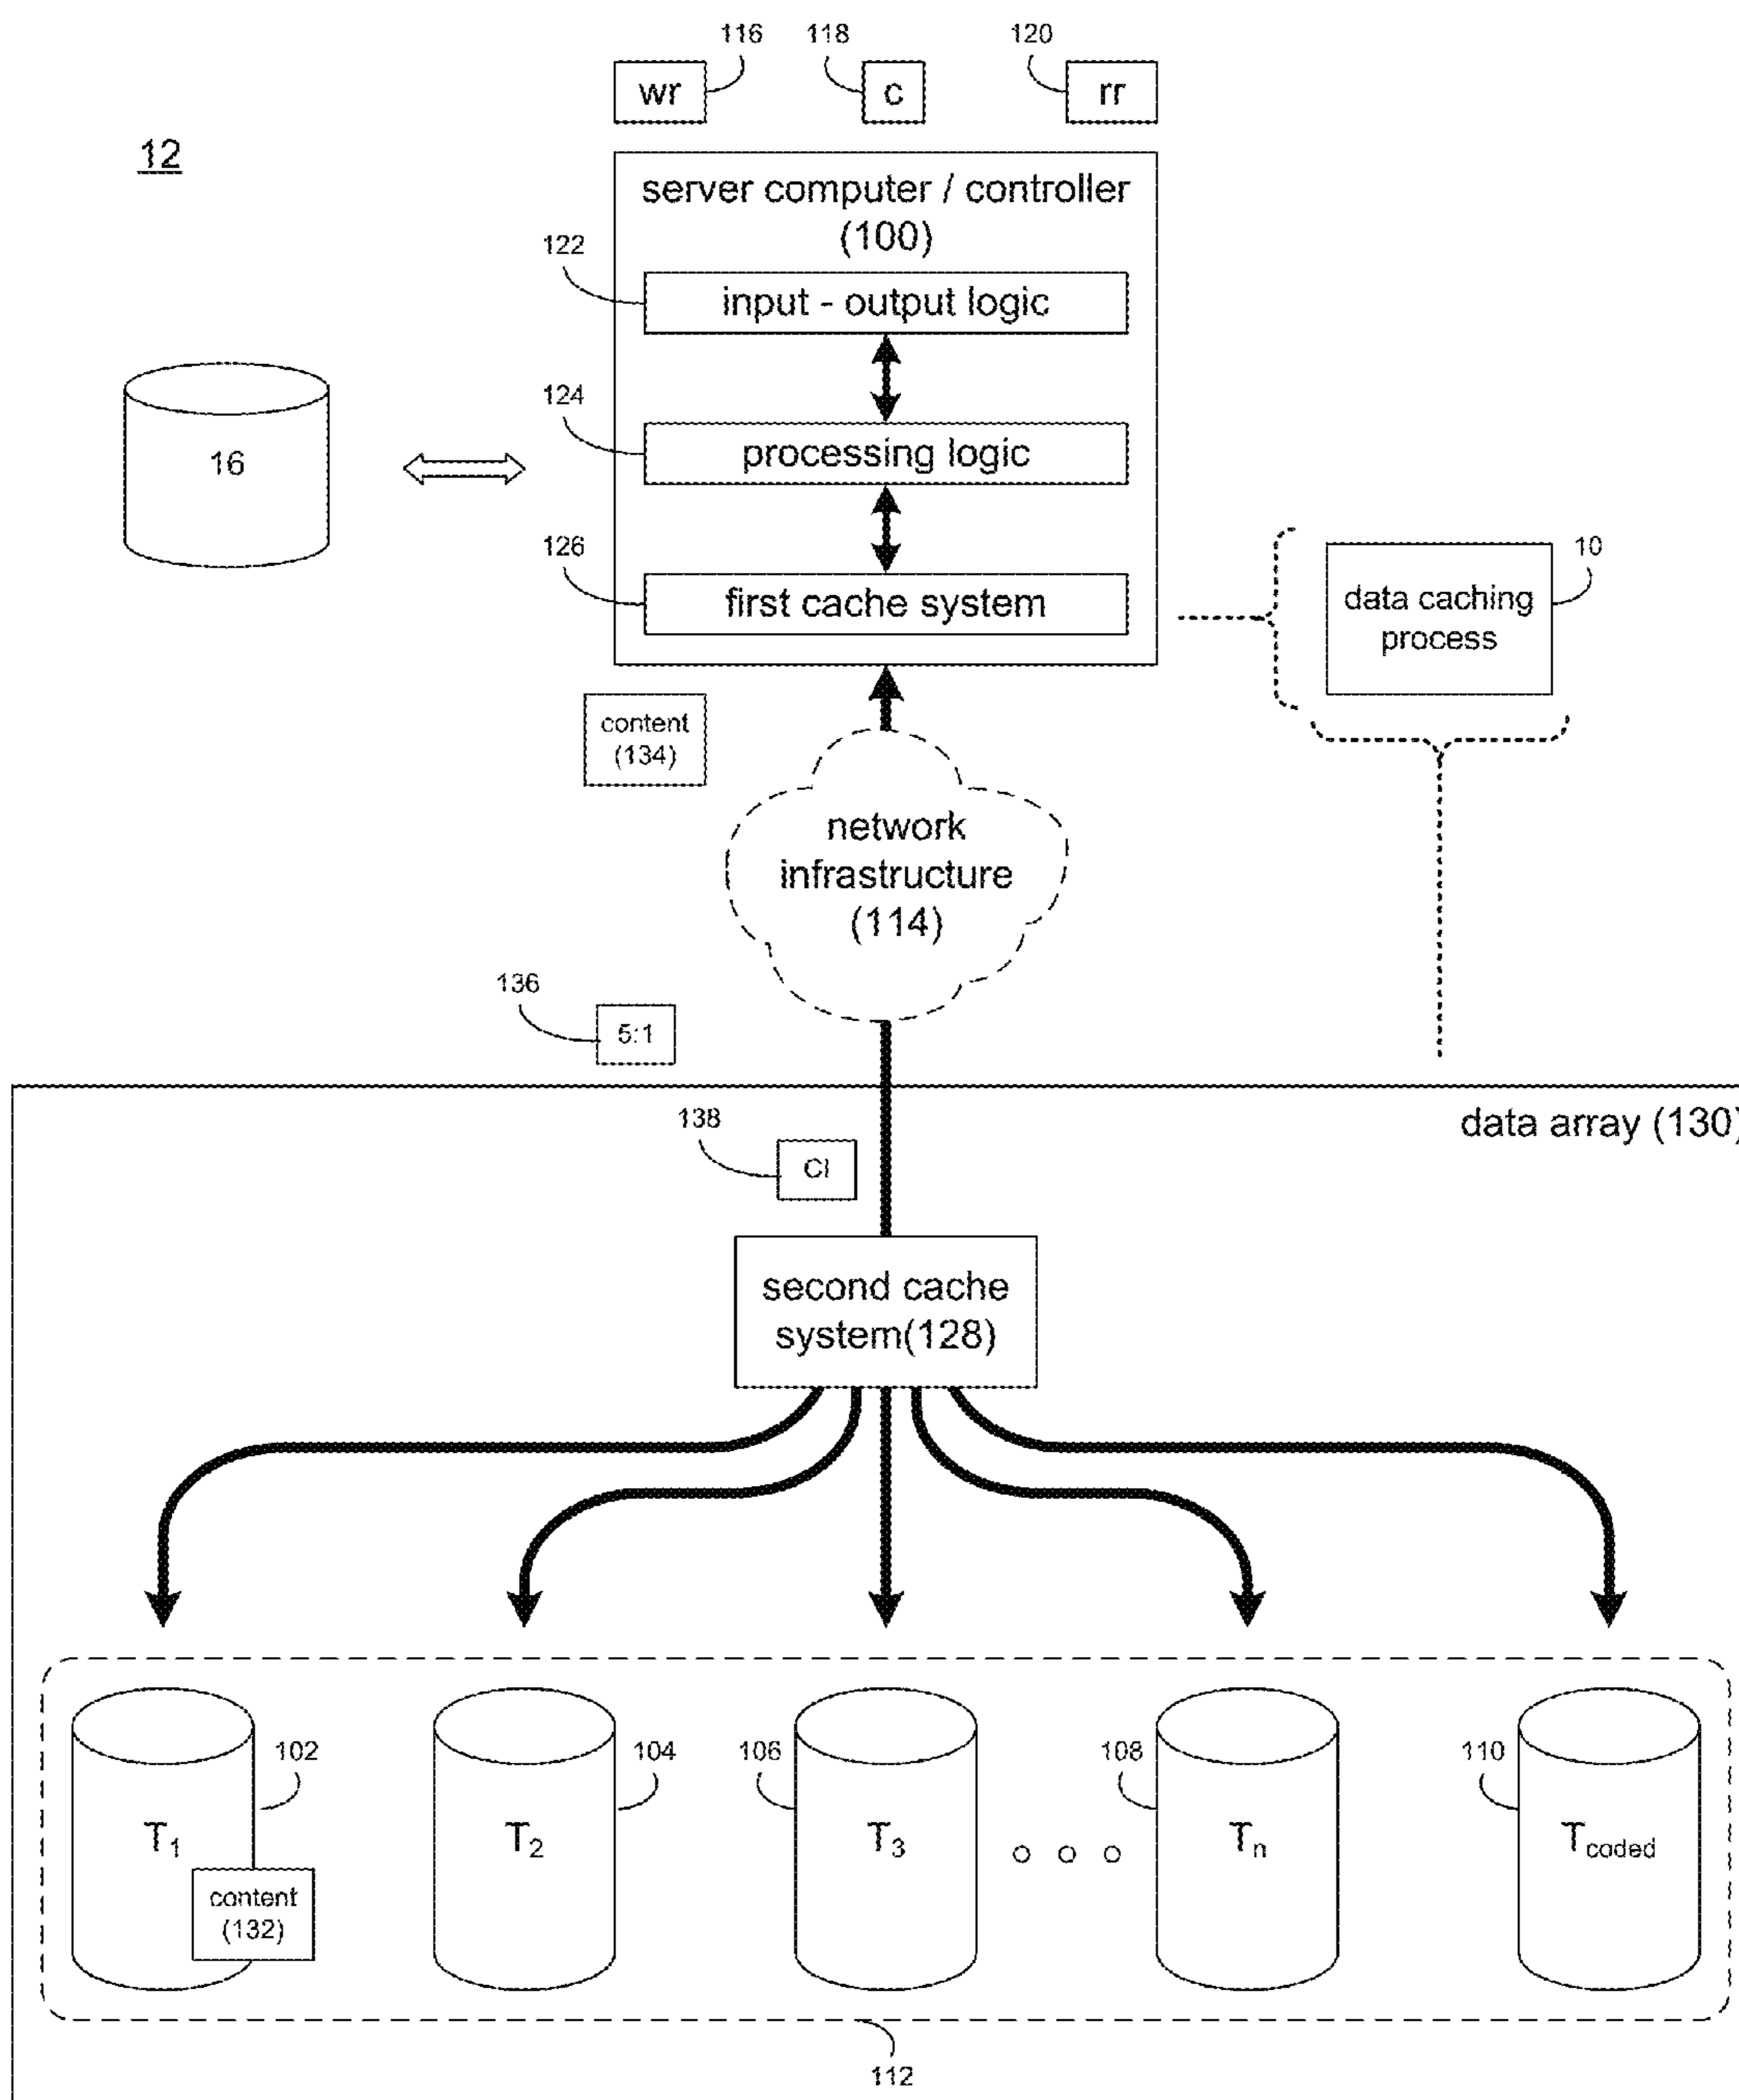 116
118
120
wr
c
rr
12
server computer / controller
(100)
122
input - output logic
124
processing logic
16
126
first cache system
10
data caching
process
content
(134)
network
infrastructure
(114)
136
5:1
data array (130)
138
CI
second cache
system(128)
102
104
106
108
110
T1
T2
T3
Tn
Tcoded
content
(132)
112